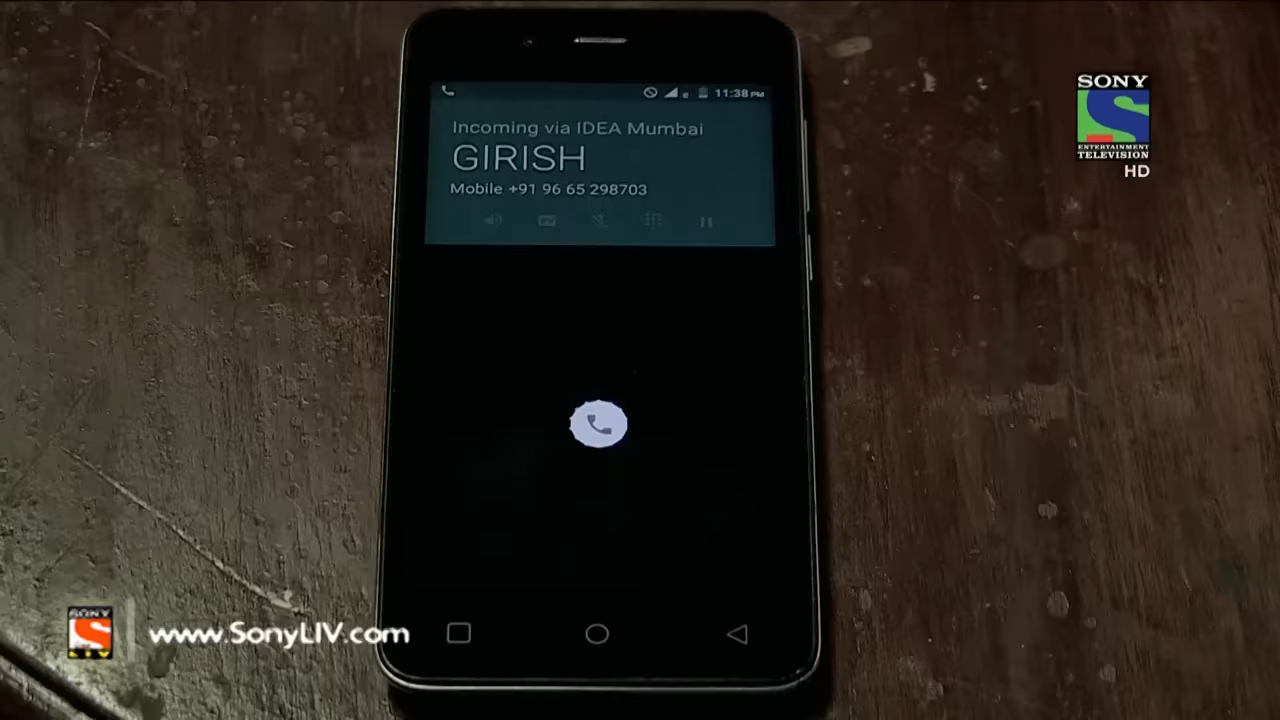 11:38 PM
Incoming via IDEA Mumbai
GIRISH
Mobile +91 96 65 298703
SONY
ENTERTAINMENT
TELEVISION
HD
SONY
LIV
www.SonyLIV.com